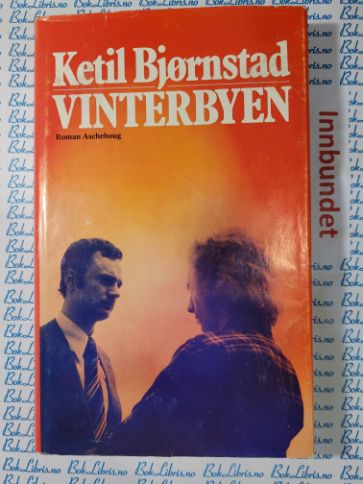 Ketil Bjørnstad
VINTERBYEN
Roman Aschehoug
Innbundet
BokLibris.no